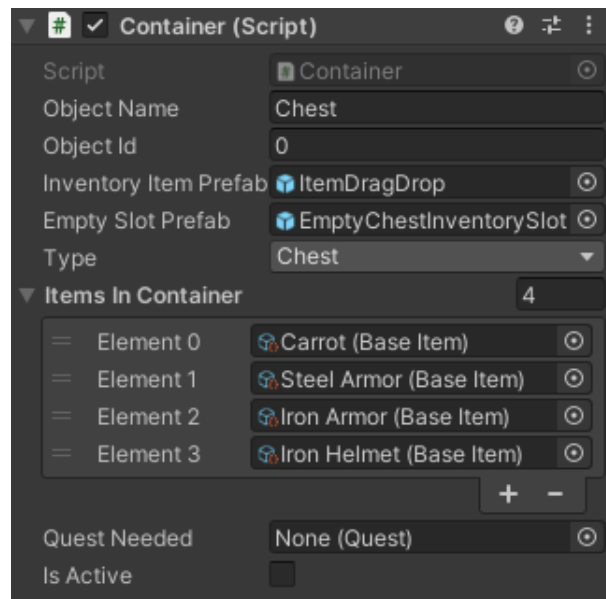 # Container (Script)
Script # Container
Object Name Chest
Object Id 0
Inventory Item Prefab ItemDragDrop
Empty Slot Prefab EmptyChestInventorySlot
Type Chest
Items In Container 4
Element 0 Carrot (Base Item)
Element 1 Steel Armor (Base Item)
Element 2 Iron Armor (Base Item)
Element 3 Iron Helmet (Base Item)
+ −
Quest Needed None (Quest)
Is Active